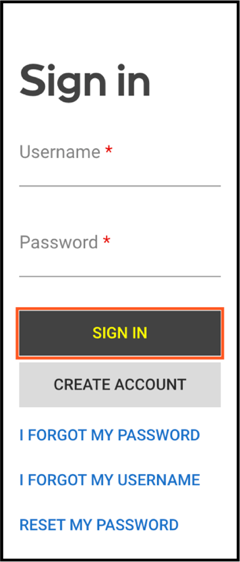 Sign in
Username *
Password *
SIGN IN
CREATE ACCOUNT
I FORGOT MY PASSWORD
I FORGOT MY USERNAME
RESET MY PASSWORD